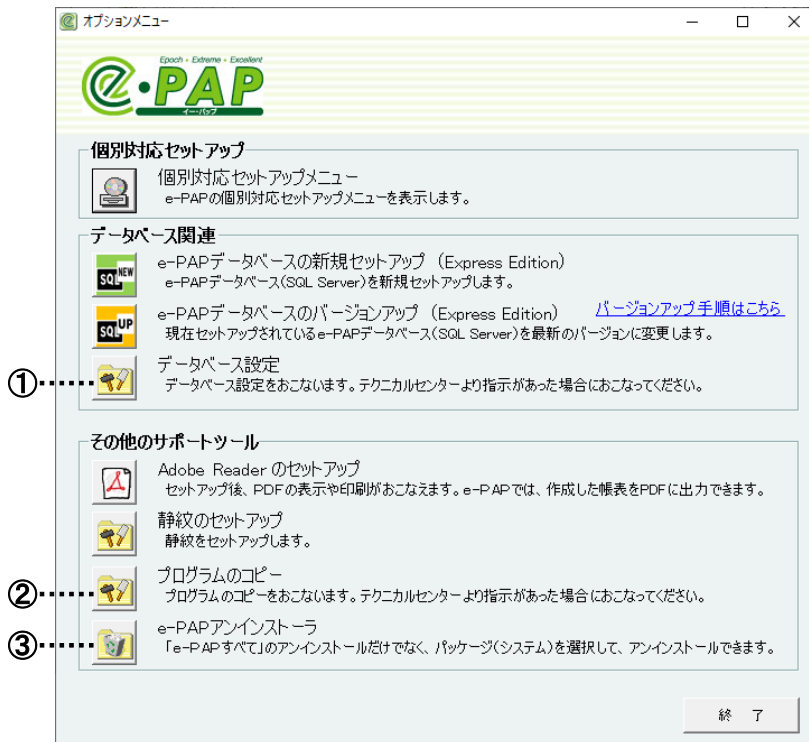 オプションメニュー
Epoch・Extreme・Excellent
e・PAP
イー・パップ
個別対応セットアップ
個別対応セットアップメニュー
e-PAPの個別対応セットアップメニューを表示します。
データベース関連
SQL NEW
e-PAPデータベースの新規セットアップ (Express Edition)
e-PAPデータベース(SQL Server)を新規セットアップします。
SQL UP
e-PAPデータベースのバージョンアップ (Express Edition) バージョンアップ手順はこちら
現在セットアップされているe-PAPデータベース(SQL Server)を最新のバージョンに変更します。
① データベース設定
データベース設定をおこないます。テクニカルセンターより指示があった場合におこなってください。
その他のサポートツール
Adobe Reader のセットアップ
セットアップ後、PDFの表示や印刷がおこなえます。e-PAPでは、作成した帳表をPDFに出力できます。
静紋のセットアップ
静紋をセットアップします。
② プログラムのコピー
プログラムのコピーをおこないます。テクニカルセンターより指示があった場合におこなってください。
③ e-PAPアンインストーラ
「e-PAPすべて」のアンインストールだけでなく、パッケージ(システム)を選択して、アンインストールできます。
終 了